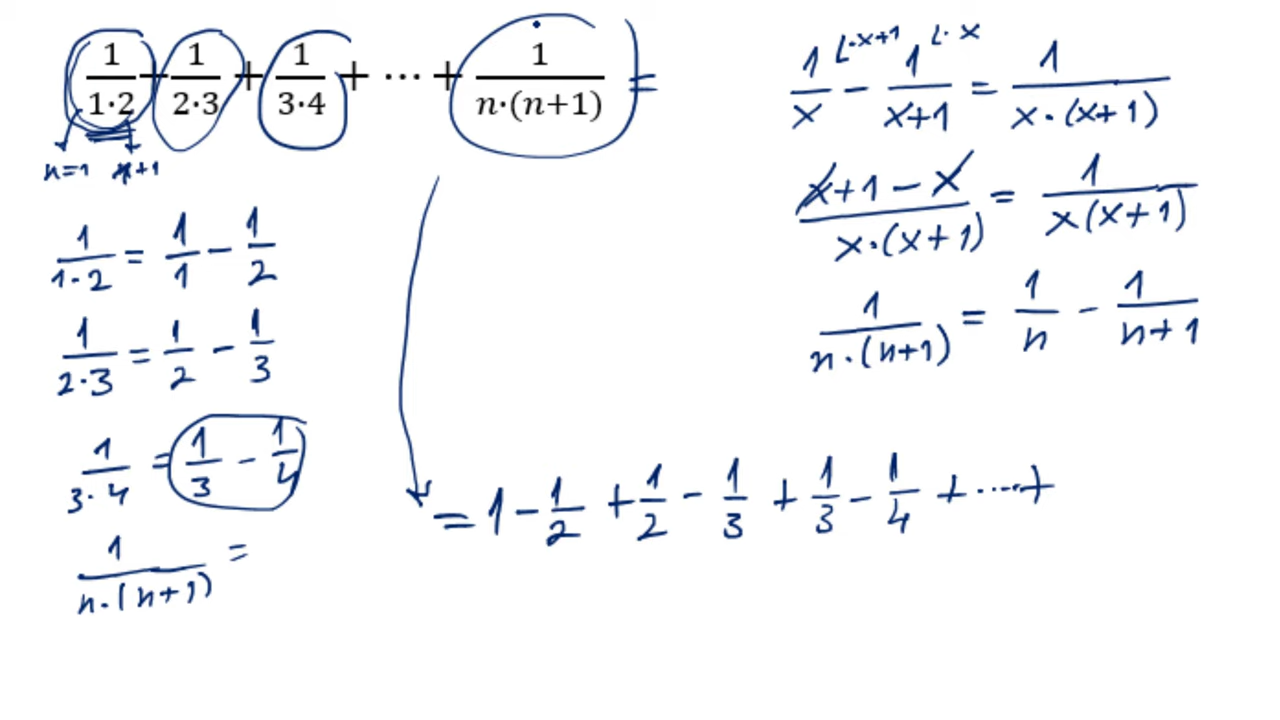 1/(1·2) + 1/(2·3) + 1/(3·4) + ⋯ + 1/(n·(n+1)) =
n=1 n+1
1/(1·2) = 1/1 − 1/2
1/(2·3) = 1/2 − 1/3
1/(3·4) = 1/3 − 1/4
1/(n·(n+1)) =
1/x ⌊·x+1 − 1/(x+1) ⌊·x = 1/(x·(x+1))
(x+1−x)/(x·(x+1)) = 1/(x(x+1))
1/(n·(n+1)) = 1/n − 1/(n+1)
= 1 − 1/2 + 1/2 − 1/3 + 1/3 − 1/4 + ⋯ +